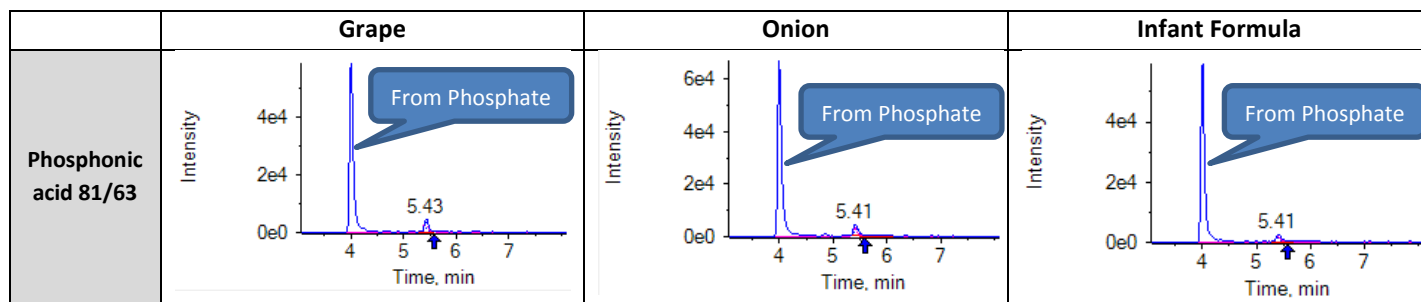 Grape
Onion
Infant Formula
Phosphonic
acid 81/63
Intensity
4e4
2e4
0e0
From Phosphate
5.43
4 5 6 7
Time, min
Intensity
6e4
4e4
2e4
0e0
From Phosphate
5.41
4 5 6 7
Time, min
Intensity
4e4
2e4
0e0
From Phosphate
5.41
4 5 6 7
Time, min